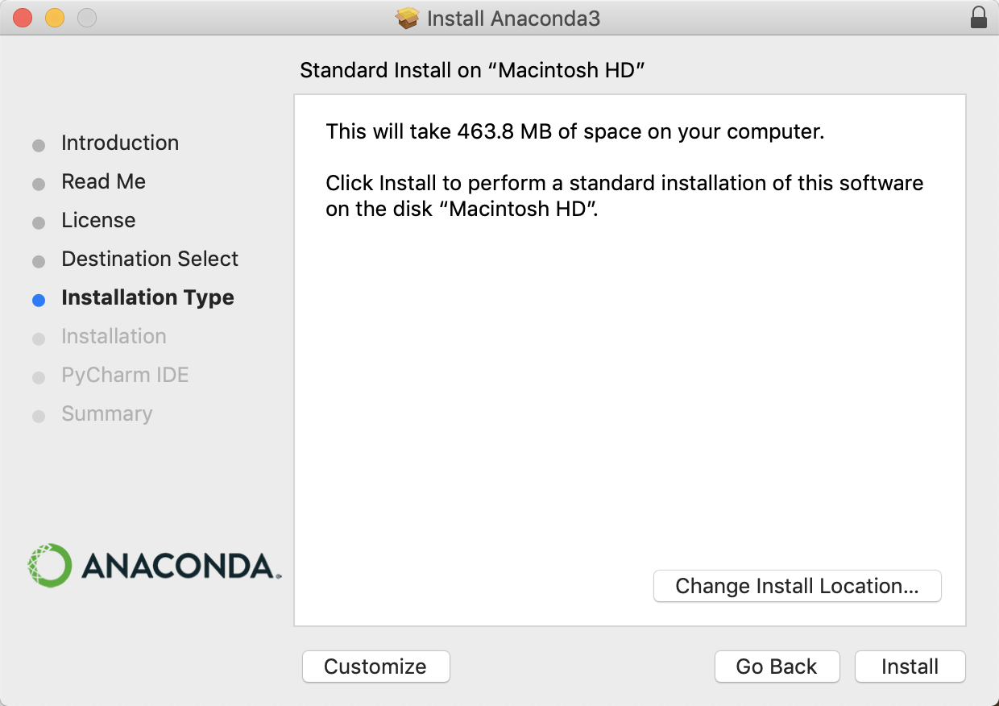 Install Anaconda3
Standard Install on “Macintosh HD”
Introduction
Read Me
License
Destination Select
Installation Type
Installation
PyCharm IDE
Summary
This will take 463.8 MB of space on your computer.
Click Install to perform a standard installation of this software
on the disk “Macintosh HD”.
ANACONDA.
Change Install Location...
Customize
Go Back
Install